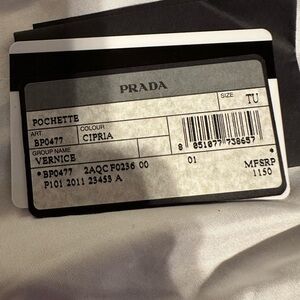 PRADA
POCHETTE
SIZE TU
ART. COLOUR
BP0477 CIPRIA
GROUP NAME
VERNICE
8 051077 738657
*BP0477 2AQC F0236 00 01 *
P101 2011 23453 A MFSRP
1150